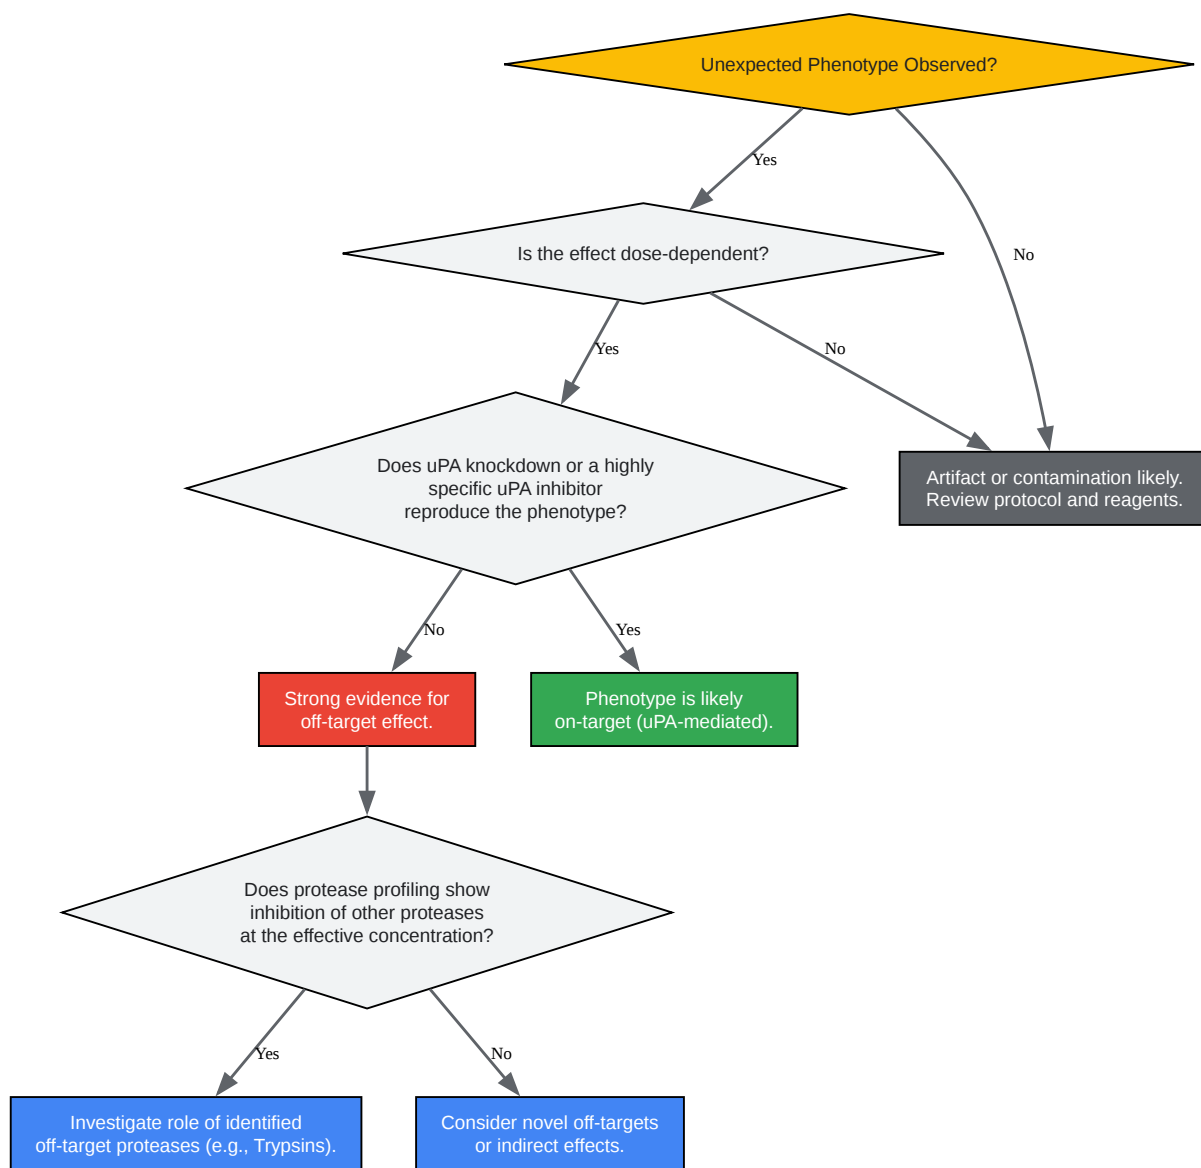 Unexpected Phenotype Observed?
Yes
Is the effect dose-dependent?
No
Yes
No
Does uPA knockdown or a highly
specific uPA inhibitor
reproduce the phenotype?
Artifact or contamination likely.
Review protocol and reagents.
No
Yes
Strong evidence for
off-target effect.
Phenotype is likely
on-target (uPA-mediated).
Does protease profiling show
inhibition of other proteases
at the effective concentration?
Yes
No
Investigate role of identified
off-target proteases (e.g., Trypsins).
Consider novel off-targets
or indirect effects.